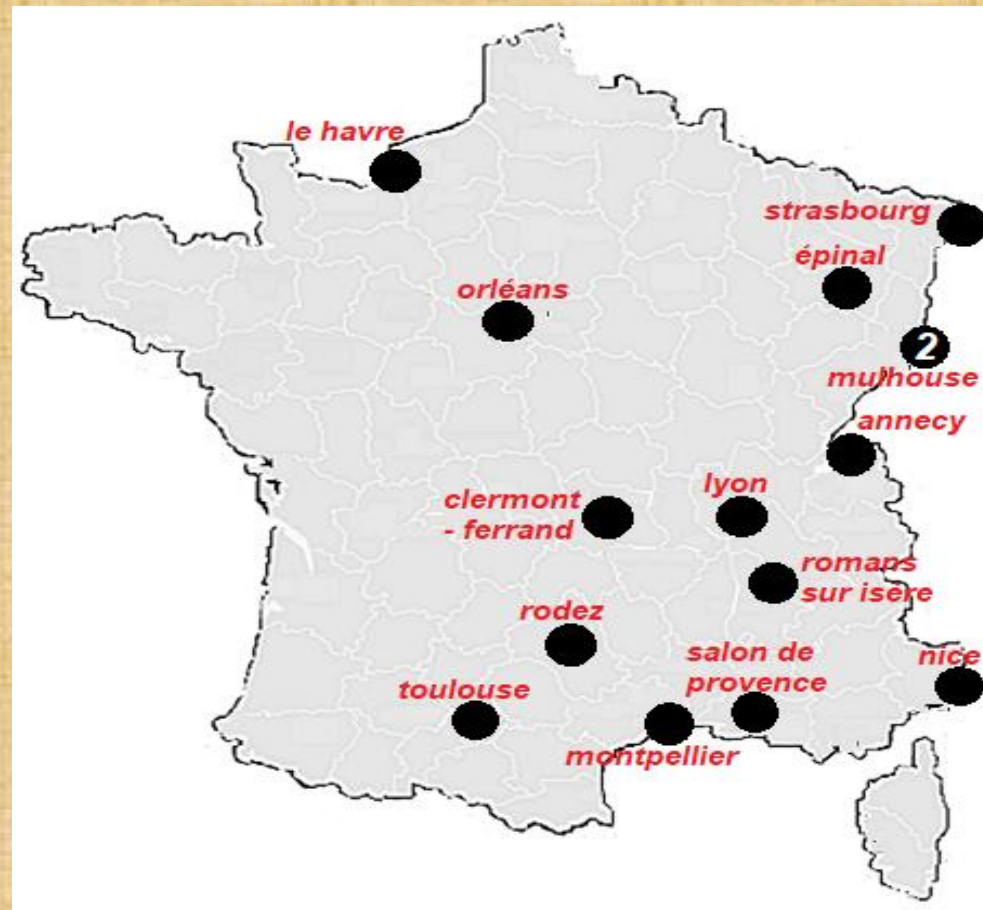 le havre
strasbourg
épinal
orléans
2
mulhouse
annecy
lyon
clermont
- ferrand
romans
sur isère
rodez
salon de
provence
nice
toulouse
montpellier